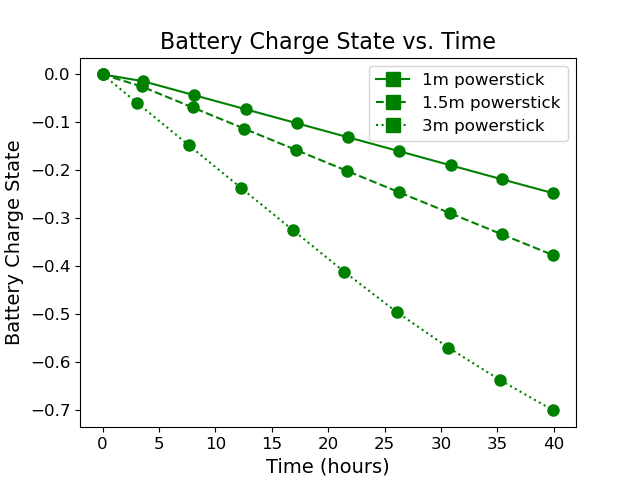 Battery Charge State vs. Time
1m powerstick
1.5m powerstick
3m powerstick
Battery Charge State
0.0
−0.1
−0.2
−0.3
−0.4
−0.5
−0.6
−0.7
0 5 10 15 20 25 30 35 40
Time (hours)